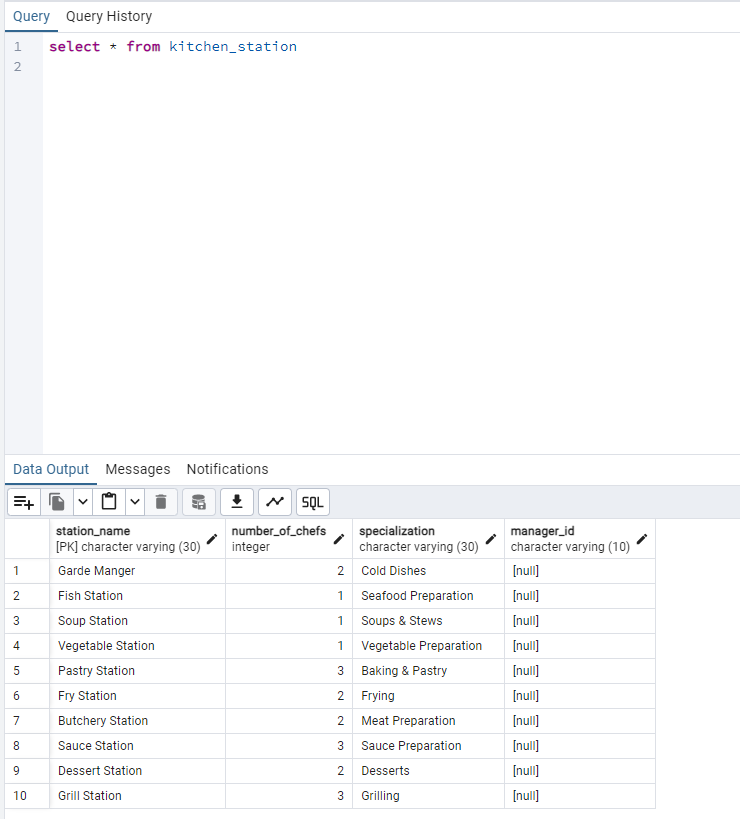 Query Query History
1 select * from kitchen_station
2
Data Output Messages Notifications
SQL
station_name number_of_chefs specialization manager_id
[PK] character varying (30) integer character varying (30) character varying (10)
1 Garde Manger 2 Cold Dishes [null]
2 Fish Station 1 Seafood Preparation [null]
3 Soup Station 1 Soups & Stews [null]
4 Vegetable Station 1 Vegetable Preparation [null]
5 Pastry Station 3 Baking & Pastry [null]
6 Fry Station 2 Frying [null]
7 Butchery Station 2 Meat Preparation [null]
8 Sauce Station 3 Sauce Preparation [null]
9 Dessert Station 2 Desserts [null]
10 Grill Station 3 Grilling [null]